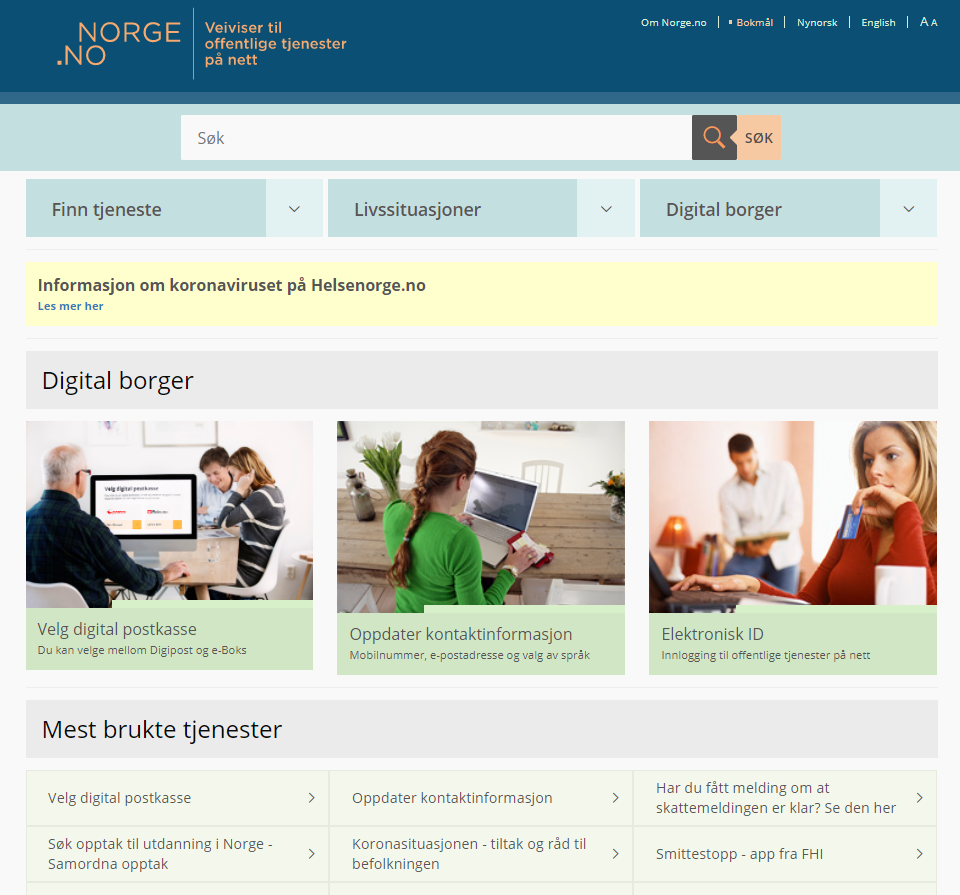 .NORGE
.NO
Veiviser til
offentlige tjenester
på nett
Om Norge.no
Bokmål
Nynorsk
English
A A
Søk
SØK
Finn tjeneste
Livssituasjoner
Digital borger
Informasjon om koronaviruset på Helsenorge.no
Les mer her
Digital borger
Velg digital postkasse
Velg digital postkasse
Du kan velge mellom Digipost og e-Boks
Oppdater kontaktinformasjon
Mobilnummer, e-postadresse og valg av språk
Elektronisk ID
Innlogging til offentlige tjenester på nett
Mest brukte tjenester
Velg digital postkasse
Oppdater kontaktinformasjon
Har du fått melding om at
skattemeldingen er klar? Se den her
Søk opptak til utdanning i Norge -
Samordna opptak
Koronasituasjonen - tiltak og råd til
befolkningen
Smittestopp - app fra FHI